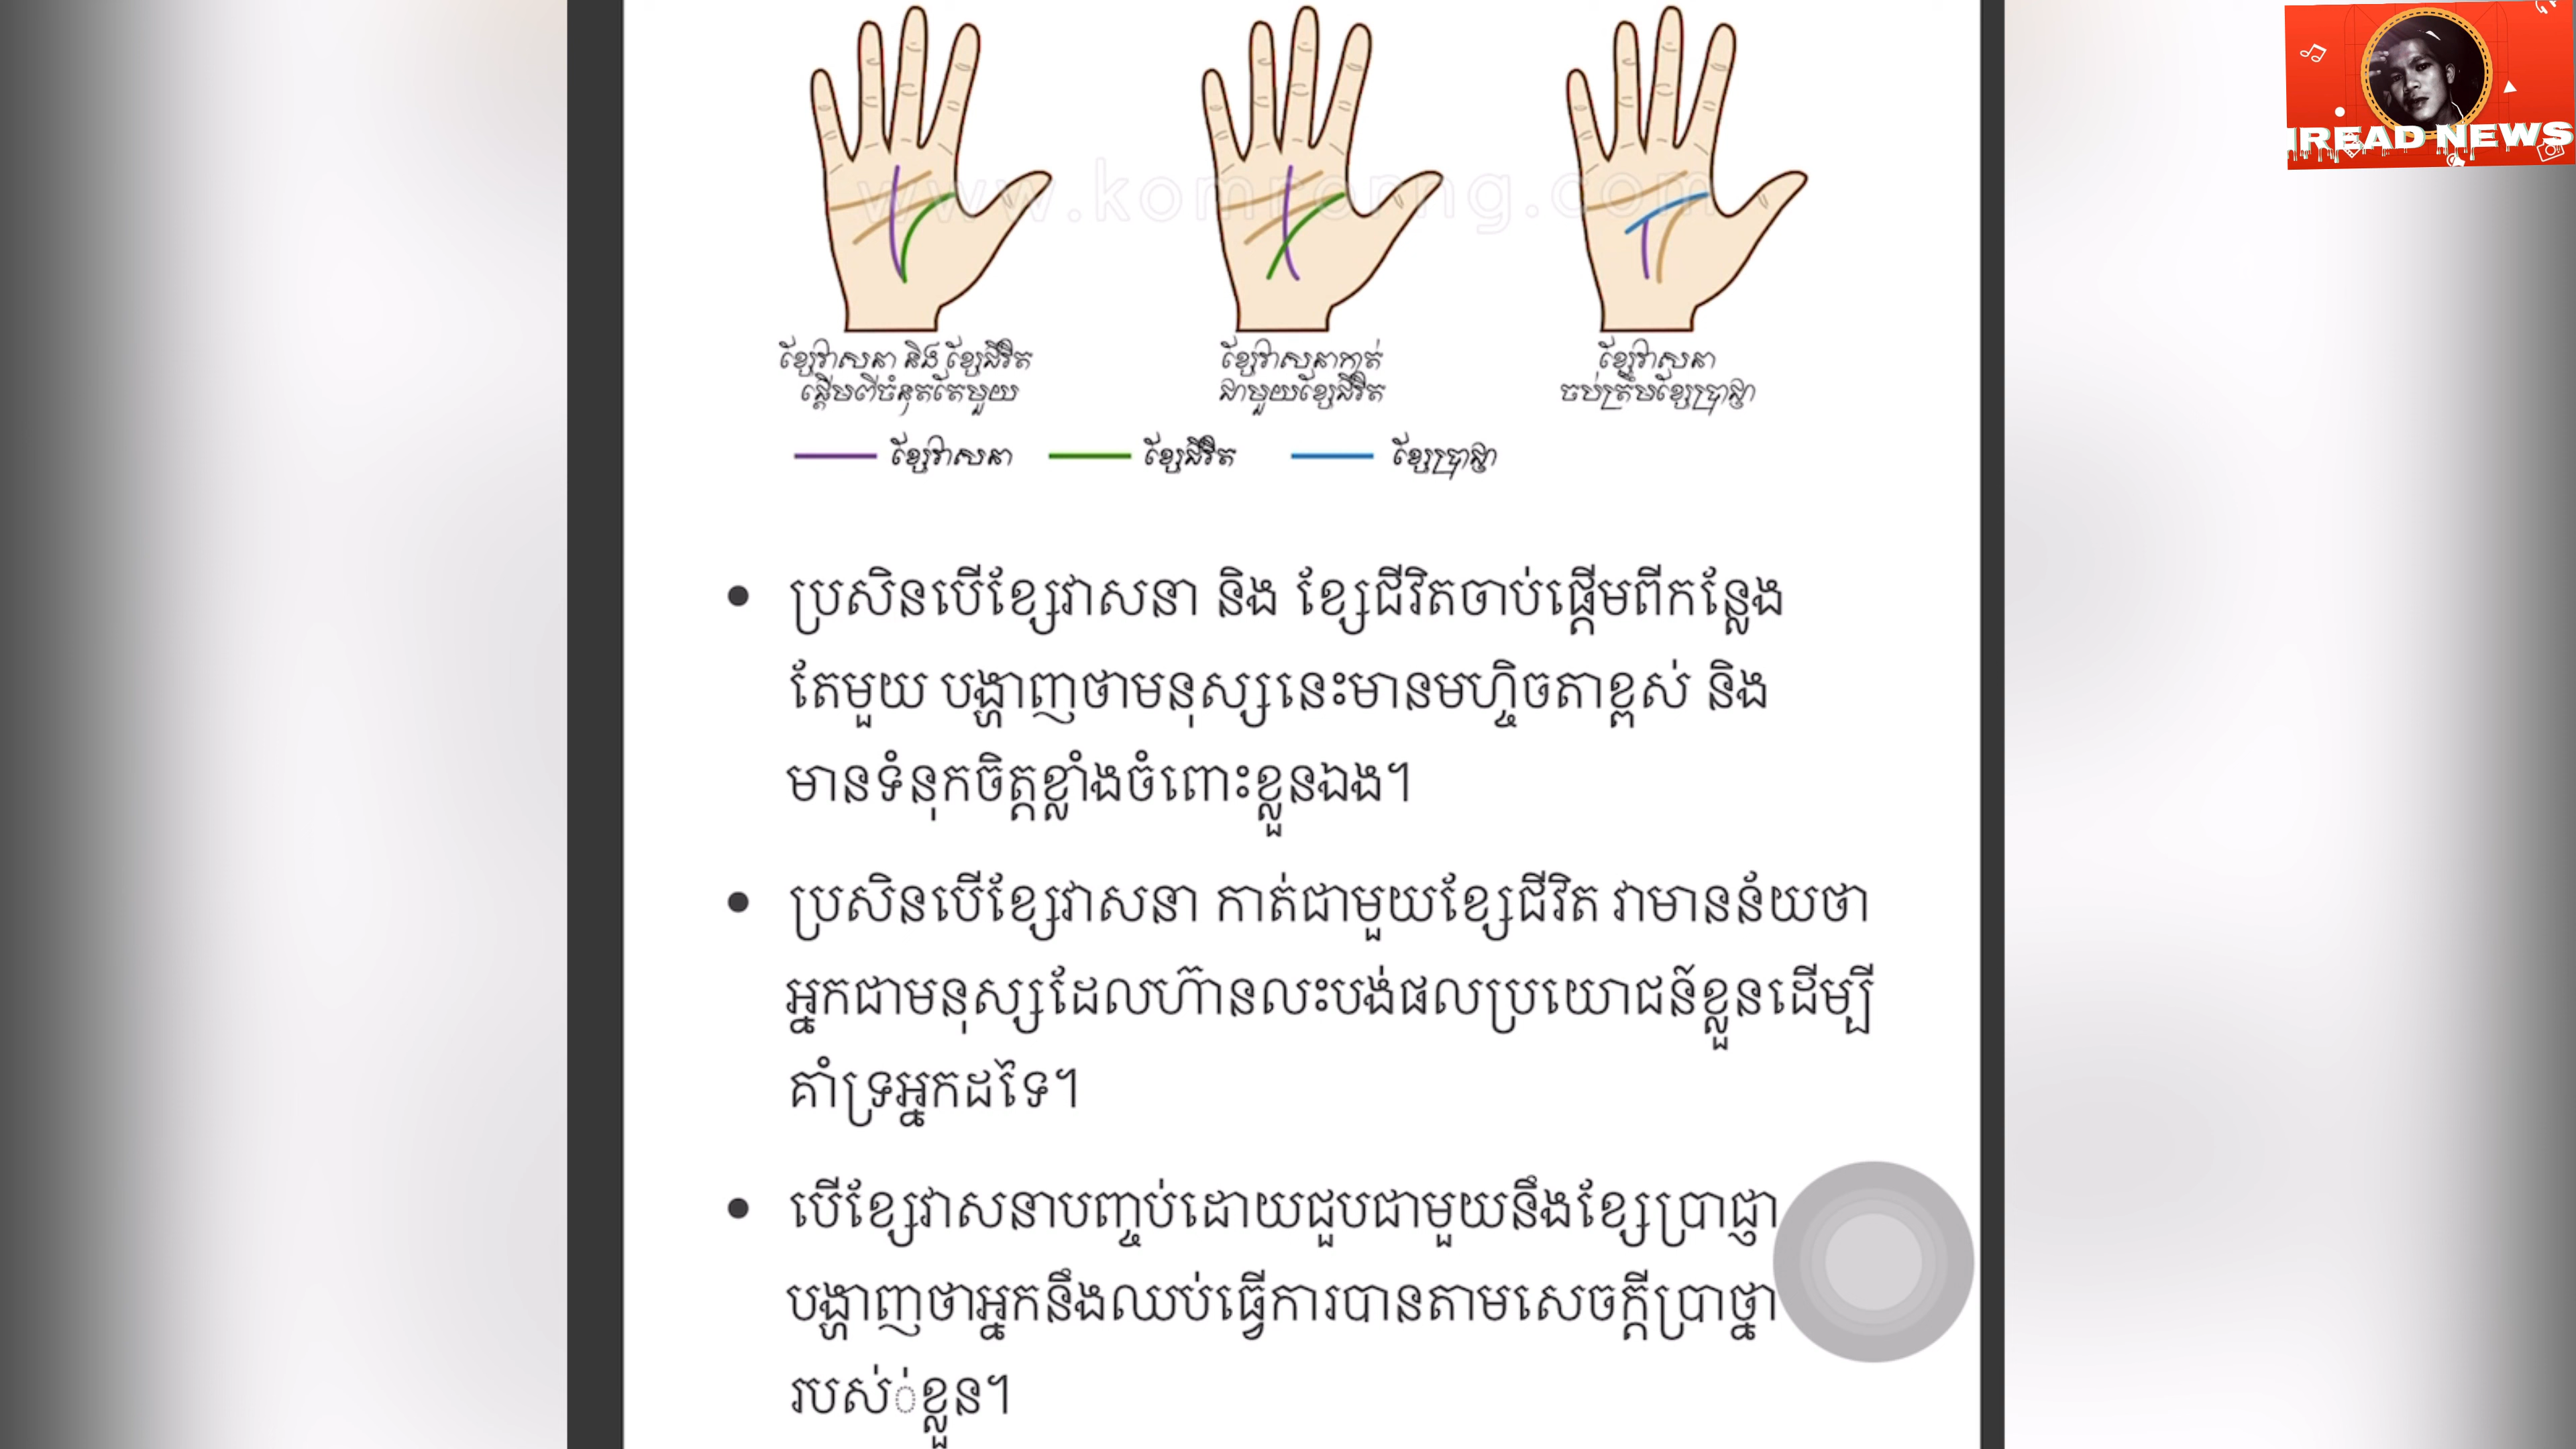 IREAD NEWS
www.komrorng.com
ខ្សែវាសនា និង ខ្សែជីវិត
ផ្ដើមពីចំនុតតែមួយ
ខ្សែវាសនាកាត់
ជាមួយខ្សែជីវិត
ខ្សែវាសនា
ចប់ត្រឹមខ្សែប្រាជ្ញា
ខ្សែវាសនា
ខ្សែជីវិត
ខ្សែប្រាជ្ញា
ប្រសិនបើខ្សែវាសនា និង ខ្សែជីវិតចាប់ផ្ដើមពីកន្លែង
តែមួយ បង្ហាញថាមនុស្សនេះមានមហ្ចិចតាខ្ពស់ និង
មានទំនុកចិត្តខ្លាំងចំពោះខ្លួនឯង។
ប្រសិនបើខ្សែវាសនា កាត់ជាមួយខ្សែជីវិត វាមានន័យថា
អ្នកជាមនុស្សដែលហ៊ានលះបង់ផលប្រយោជន៍ខ្លួនដើម្បី
គាំទ្រអ្នកដទៃ។
បើខ្សែវាសនាបញ្ចប់ដោយជួបជាមួយនឹងខ្សែប្រាជ្ញា
បង្ហាញថាអ្នកនឹងឈប់ធ្វើការបានតាមសេចក្ដីប្រាថ្នា
របស់់ខ្លួន។